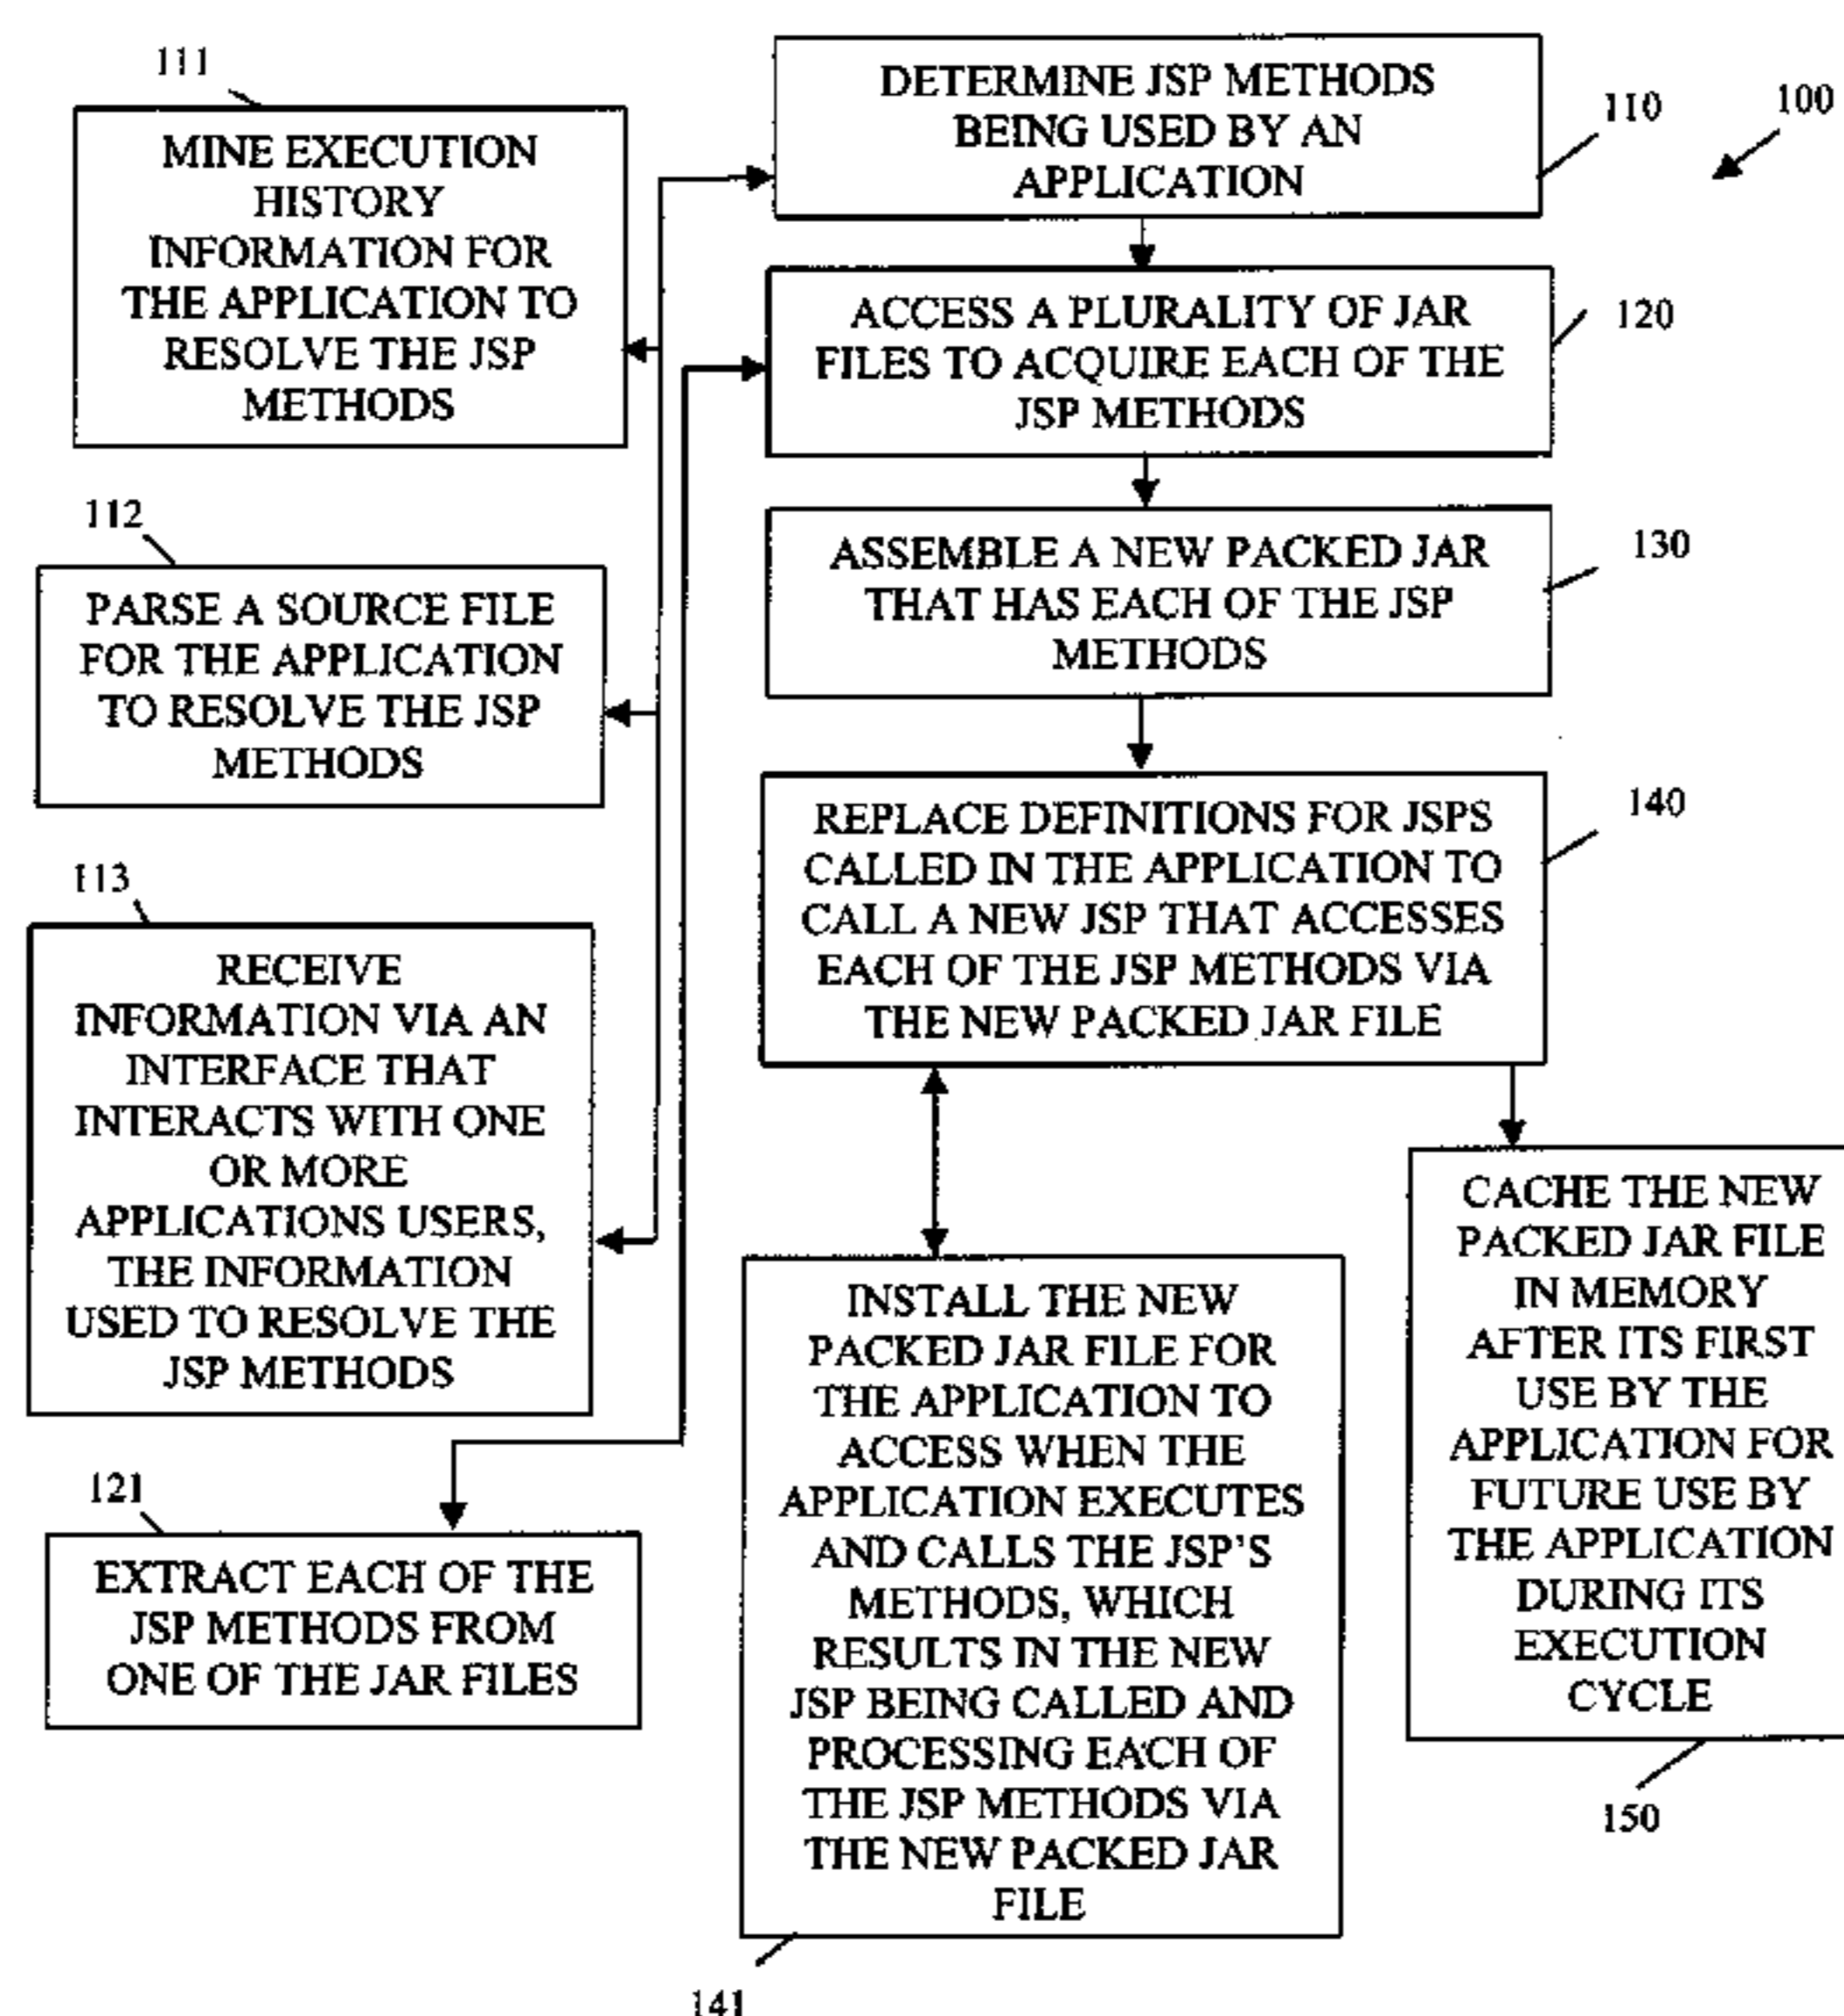 111
MINE EXECUTION
HISTORY
INFORMATION FOR
THE APPLICATION TO
RESOLVE THE JSP
METHODS
DETERMINE JSP METHODS
BEING USED BY AN
APPLICATION
110
100
ACCESS A PLURALITY OF JAR
FILES TO ACQUIRE EACH OF THE
JSP METHODS
120
112
PARSE A SOURCE FILE
FOR THE APPLICATION
TO RESOLVE THE JSP
METHODS
ASSEMBLE A NEW PACKED JAR
THAT HAS EACH OF THE JSP
METHODS
130
REPLACE DEFINITIONS FOR JSPS
CALLED IN THE APPLICATION TO
CALL A NEW JSP THAT ACCESSES
EACH OF THE JSP METHODS VIA
THE NEW PACKED JAR FILE
140
113
RECEIVE
INFORMATION VIA AN
INTERFACE THAT
INTERACTS WITH ONE
OR MORE
APPLICATIONS USERS,
THE INFORMATION
USED TO RESOLVE THE
JSP METHODS
121
EXTRACT EACH OF THE
JSP METHODS FROM
ONE OF THE JAR FILES
INSTALL THE NEW
PACKED JAR FILE FOR
THE APPLICATION TO
ACCESS WHEN THE
APPLICATION EXECUTES
AND CALLS THE JSP'S
METHODS, WHICH
RESULTS IN THE NEW
JSP BEING CALLED AND
PROCESSING EACH OF
THE JSP METHODS VIA
THE NEW PACKED JAR
FILE
141
CACHE THE NEW
PACKED JAR FILE
IN MEMORY
AFTER ITS FIRST
USE BY THE
APPLICATION FOR
FUTURE USE BY
THE APPLICATION
DURING ITS
EXECUTION
CYCLE
150